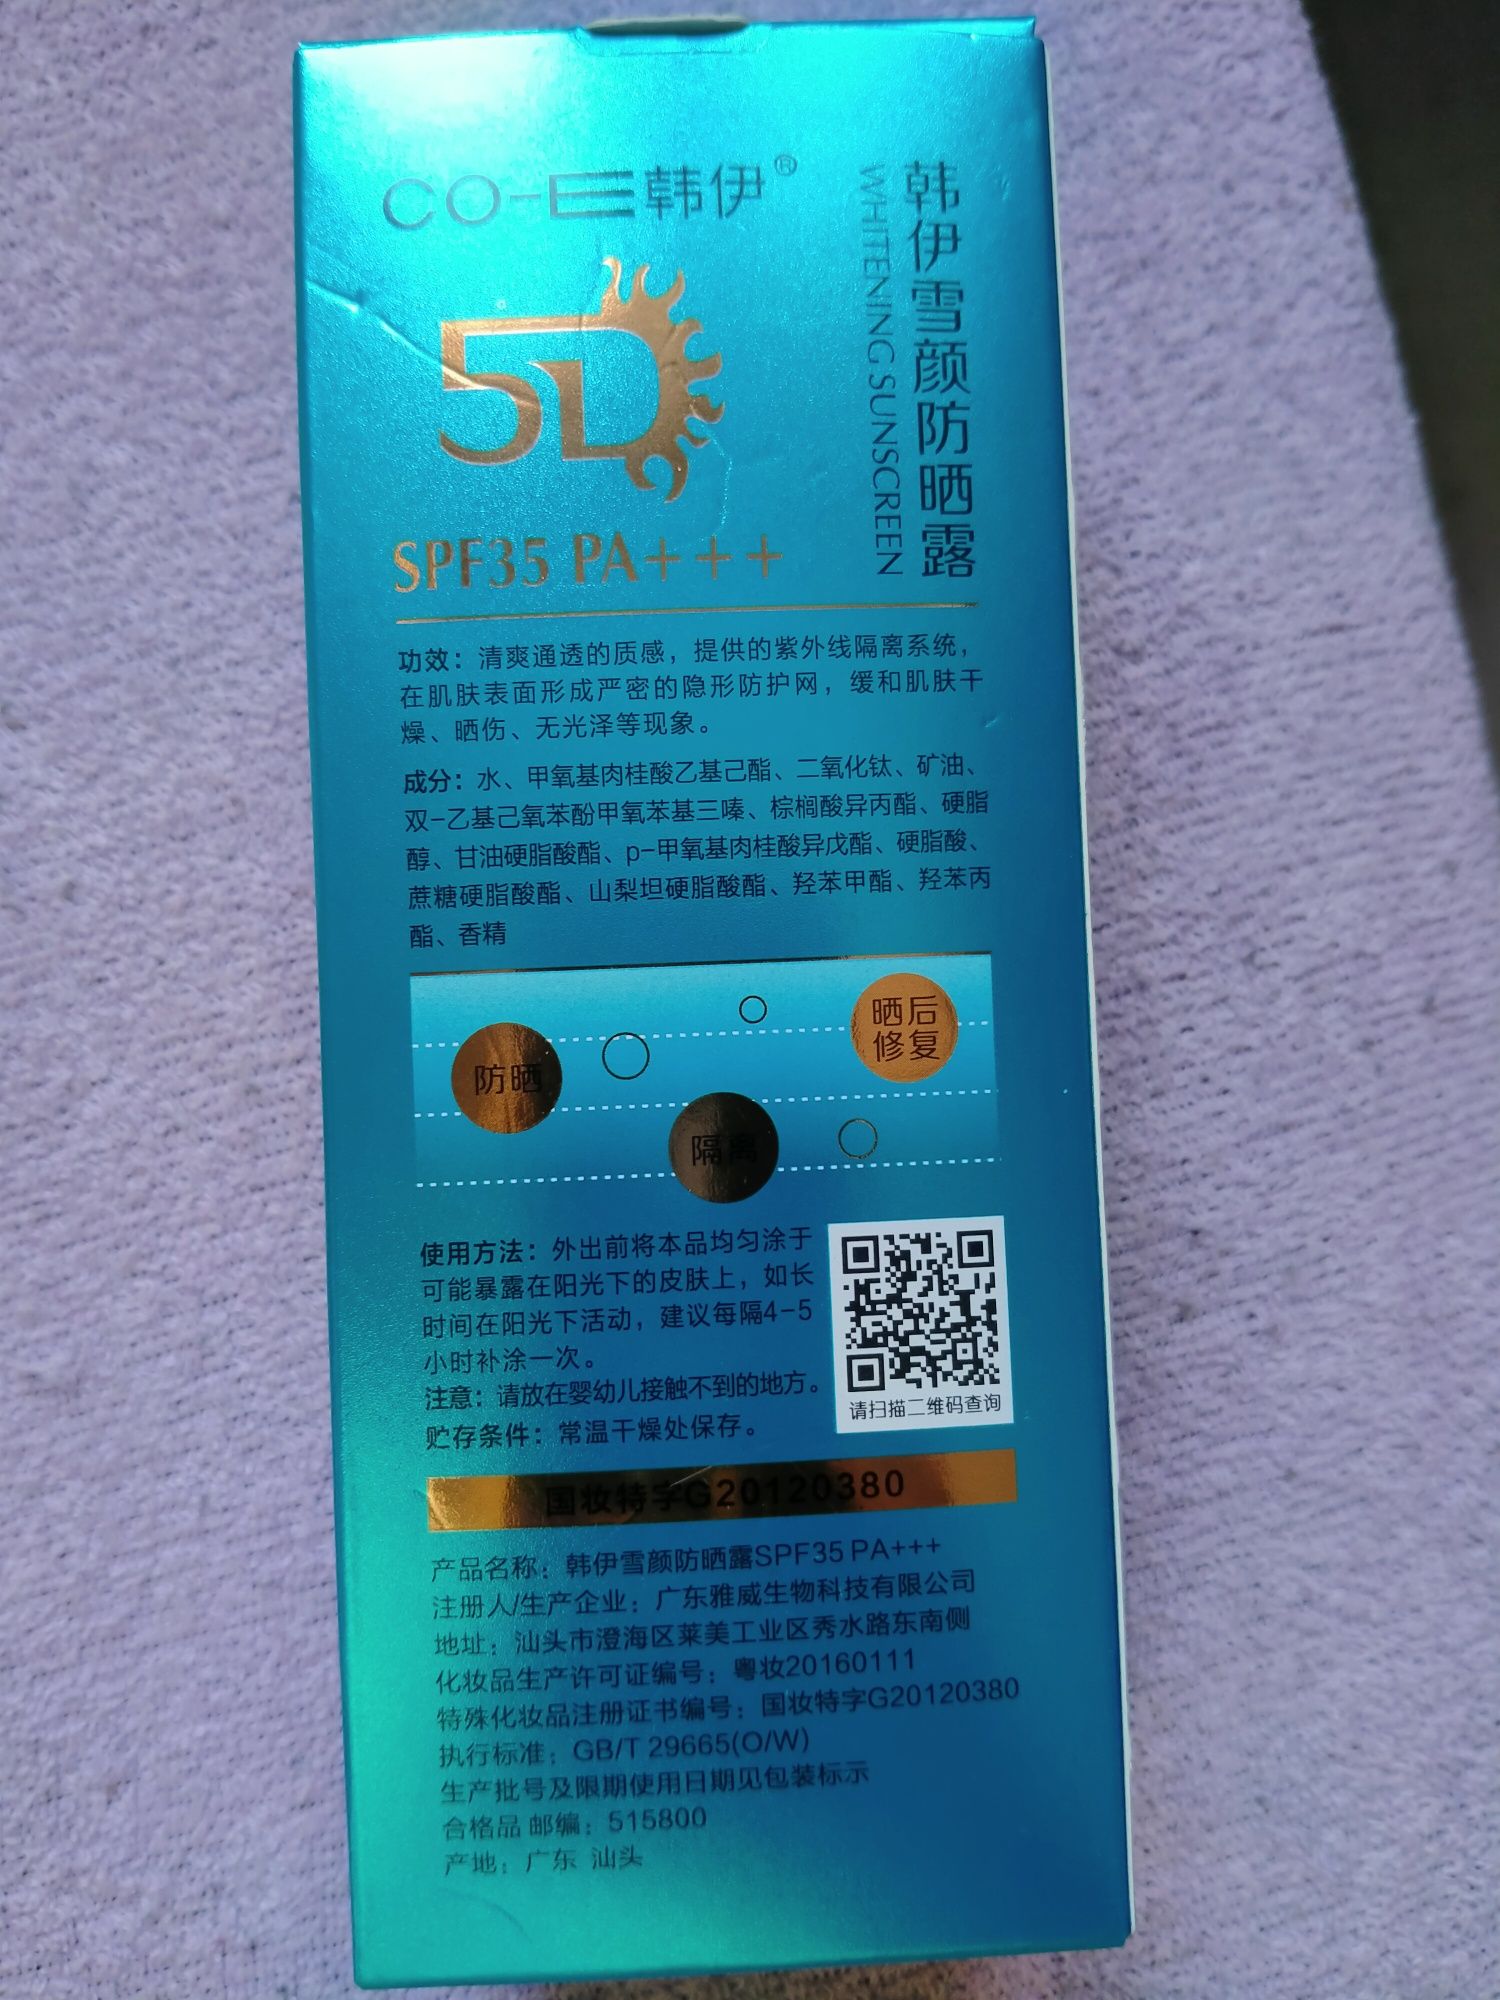 CO-E韩伊®
韩伊雪颜防晒露
WHITENING SUNSCREEN
5D
SPF35 PA+++
功效：清爽通透的质感，提供的紫外线隔离系统，
在肌肤表面形成严密的隐形防护网，缓和肌肤干
燥、晒伤、无光泽等现象。
成分：水、甲氧基肉桂酸乙基己酯、二氧化钛、矿油、
双-乙基己氧苯酚甲氧苯基三嗪、棕榈酸异丙酯、硬脂
醇、甘油硬脂酸酯、p-甲氧基肉桂酸异戊酯、硬脂酸、
蔗糖硬脂酸酯、山梨坦硬脂酸酯、羟苯甲酯、羟苯丙
酯、香精
防晒
隔离
晒后
修复
使用方法：外出前将本品均匀涂于
可能暴露在阳光下的皮肤上，如长
时间在阳光下活动，建议每隔4-5
小时补涂一次。
注意：请放在婴幼儿接触不到的地方。
贮存条件：常温干燥处保存。
请扫描二维码查询
国妆特字G20120380
产品名称：韩伊雪颜防晒露SPF35 PA+++
注册人/生产企业：广东雅威生物科技有限公司
地址：汕头市澄海区莱美工业区秀水路东南侧
化妆品生产许可证编号：粤妆20160111
特殊化妆品注册证书编号：国妆特字G20120380
执行标准：GB/T 29665(O/W)
生产批号及限期使用日期见包装标示
合格品 邮编：515800
产地：广东 汕头